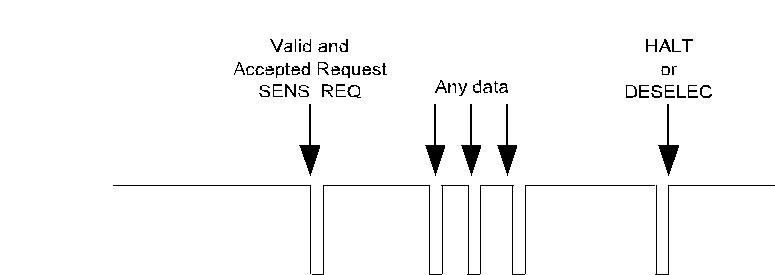 Valid and
Accepted Request
SENS_REQ
Any data
HALT
or
DESELEC